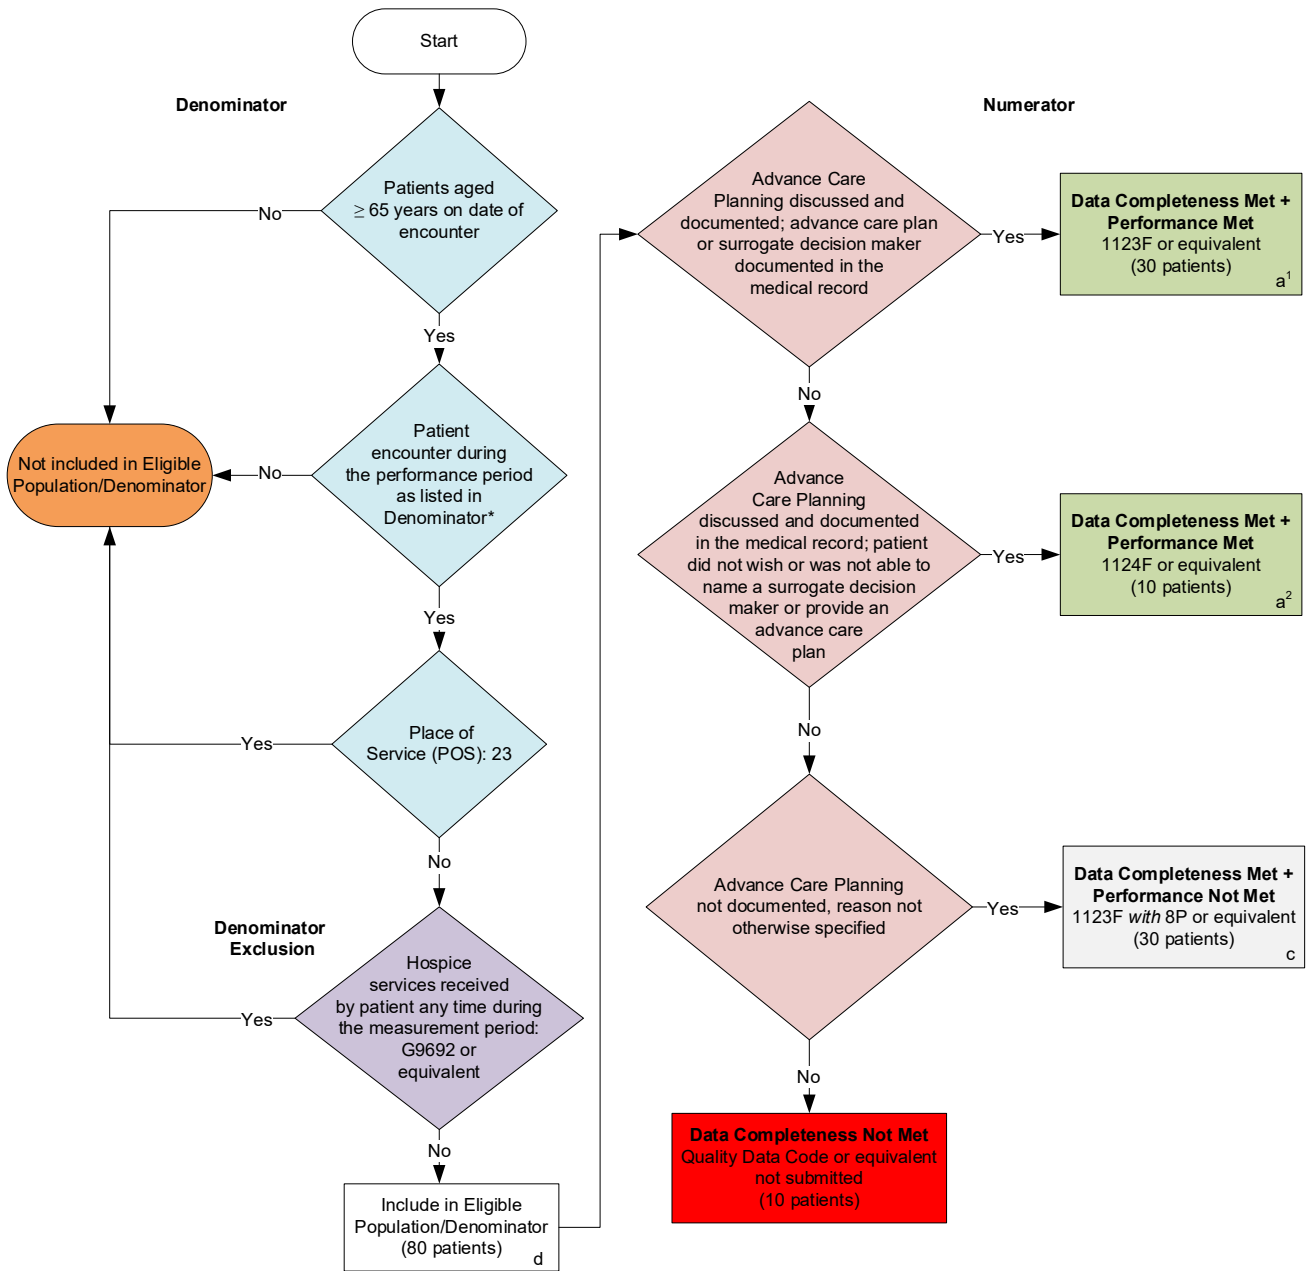 Start
Denominator
Patients aged
≥ 65 years on date of
encounter
No
Yes
Patient
encounter during
the performance period
as listed in
Denominator*
No
Not included in Eligible
Population/Denominator
Yes
Place of
Service (POS): 23
Yes
No
Denominator
Exclusion
Hospice
services received
by patient any time during
the measurement period:
G9692 or
equivalent
Yes
No
Include in Eligible
Population/Denominator
(80 patients)
d
Numerator
Advance Care
Planning discussed and
documented; advance care plan
or surrogate decision maker
documented in the
medical record
Yes
Data Completeness Met +
Performance Met
1123F or equivalent
(30 patients)
a¹
No
Advance
Care Planning
discussed and documented
in the medical record; patient
did not wish or was not able to
name a surrogate decision
maker or provide an
advance care
plan
Yes
Data Completeness Met +
Performance Met
1124F or equivalent
(10 patients)
a²
No
Advance Care Planning
not documented, reason not
otherwise specified
Yes
Data Completeness Met +
Performance Not Met
1123F with 8P or equivalent
(30 patients)
c
No
Data Completeness Not Met
Quality Data Code or equivalent
not submitted
(10 patients)